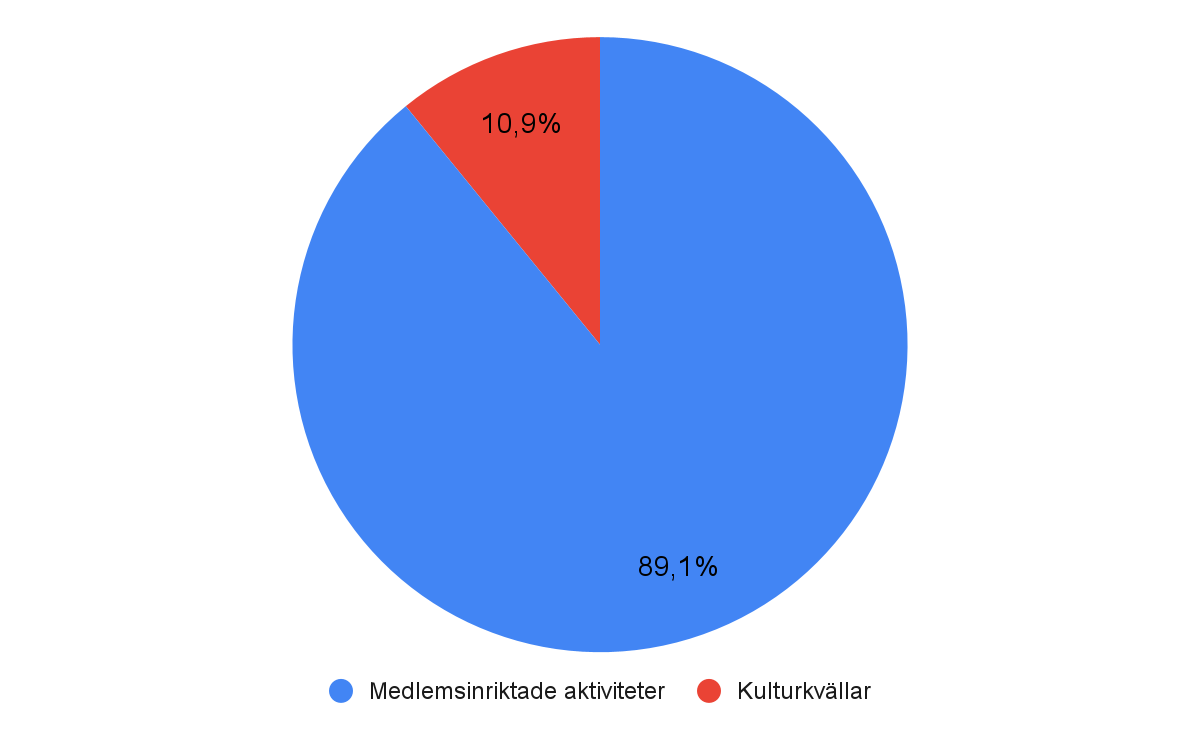 10,9%
89,1%
Medlemsinriktade aktiviteter
Kulturkvällar